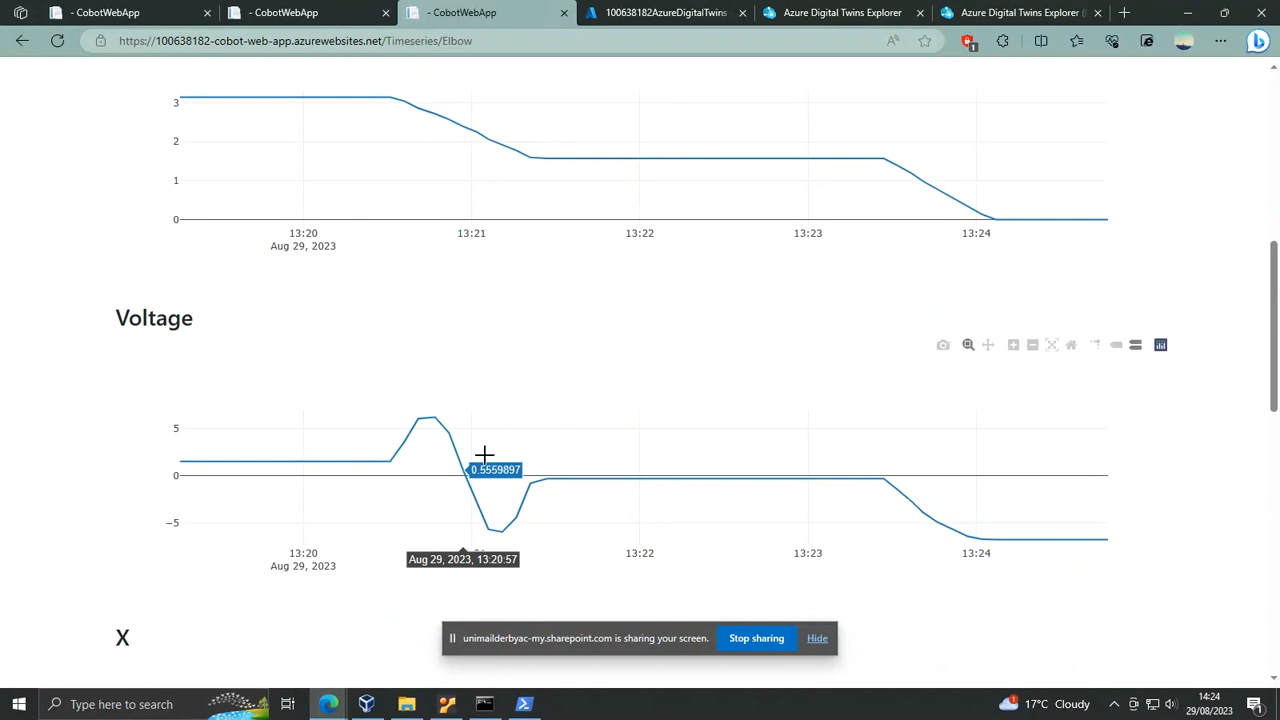 - CobotWebApp
- CobotWebApp
- CobotWebApp
100638182AzureDigitalTwins
Azure Digital Twins Explorer
Azure Digital Twins Explorer (
https://100638182-cobot-web-app.azurewebsites.net/Timeseries/Elbow
1
3
2
1
0
13:20
13:21
13:22
13:23
13:24
Aug 29, 2023
Voltage
5
0
−5
0.5559897
13:20
13:22
13:23
13:24
Aug 29, 2023
Aug 29, 2023, 13:20:57
X
unimailderbyac-my.sharepoint.com is sharing your screen.
Stop sharing
Hide
Type here to search
1
17°C Cloudy
14:24
29/08/2023
1